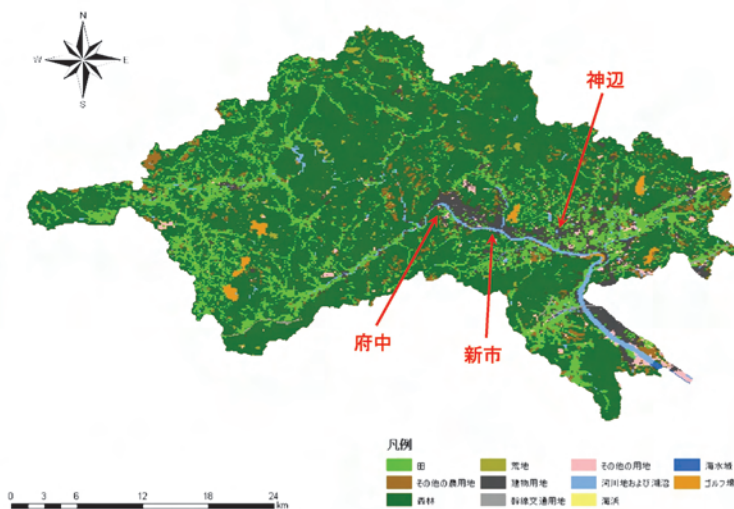 N
W E
S
神辺
府中
新市
凡例
田 荒地 その他の用地 海水域
その他の農用地 建物用地 河川地および湖沼 ゴルフ場
森林 幹線交通用地 海浜
0 3 6 12 18 24
km